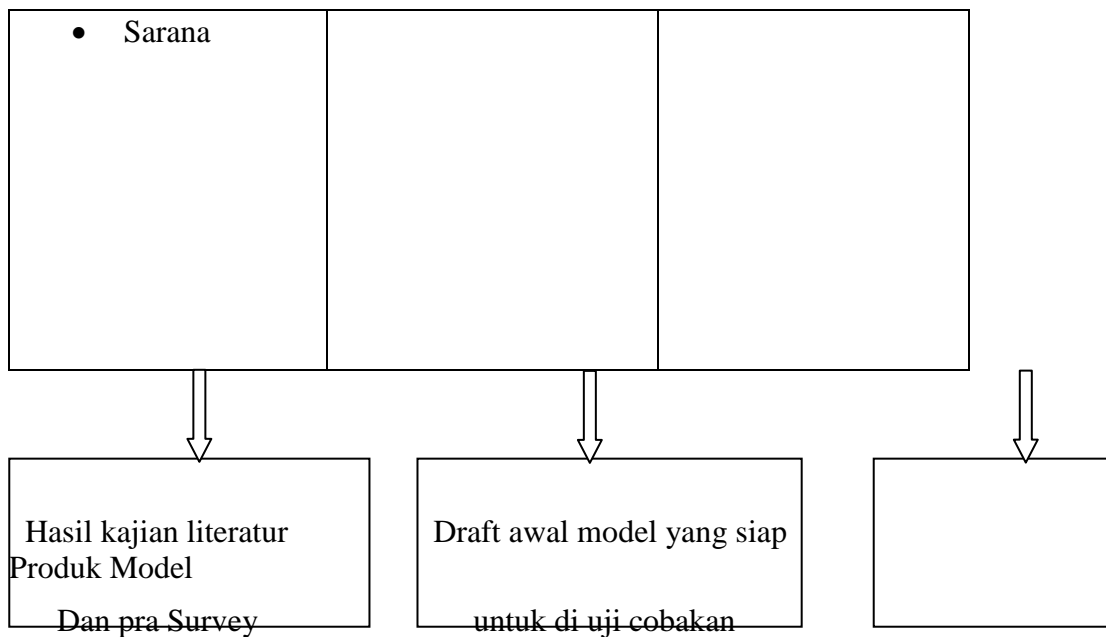 • Sarana
Hasil kajian literatur Draft awal model yang siap
Produk Model
Dan pra Survey untuk di uji cobakan